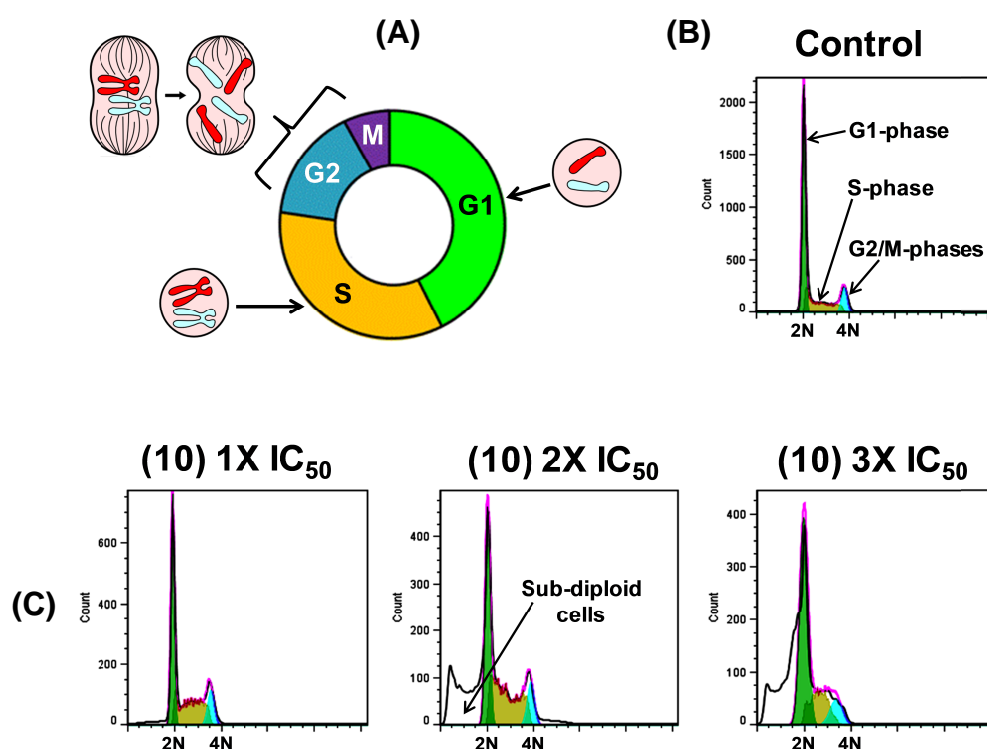 (A)
M
G2
G1
S
(B)
Control
Count
2000
1500
1000
500
0
G1-phase
S-phase
G2/M-phases
2N 4N
(C)
(10) 1X IC50
Count
600
400
200
0
2N 4N
(10) 2X IC50
Count
400
300
200
100
0
Sub-diploid
cells
2N 4N
(10) 3X IC50
Count
400
300
200
100
0
2N 4N